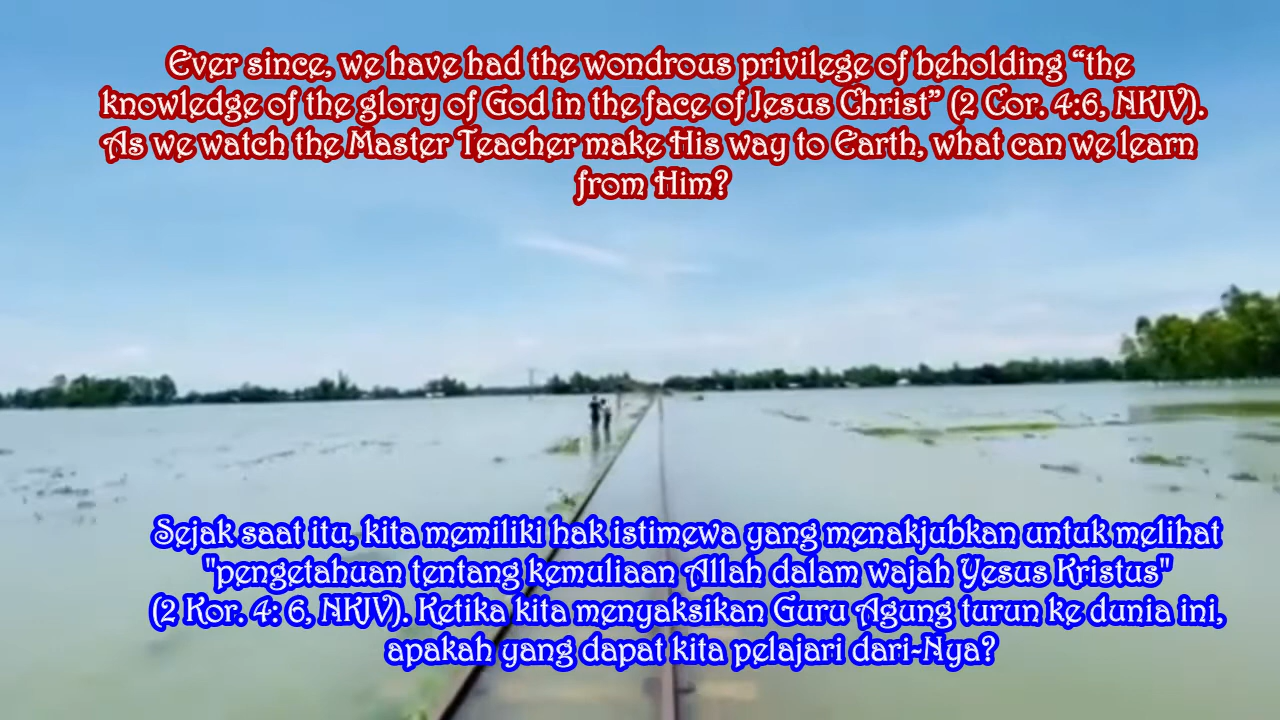 Ever since, we have had the wondrous privilege of beholding “the
knowledge of the glory of God in the face of Jesus Christ” (2 Cor. 4:6, NKJV).
As we watch the Master Teacher make His way to Earth, what can we learn
from Him?
Sejak saat itu, kita memiliki hak istimewa yang menakjubkan untuk melihat
"pengetahuan tentang kemuliaan Allah dalam wajah Yesus Kristus"
(2 Kor. 4: 6, NKJV). Ketika kita menyaksikan Guru Agung turun ke dunia ini,
apakah yang dapat kita pelajari dari-Nya?